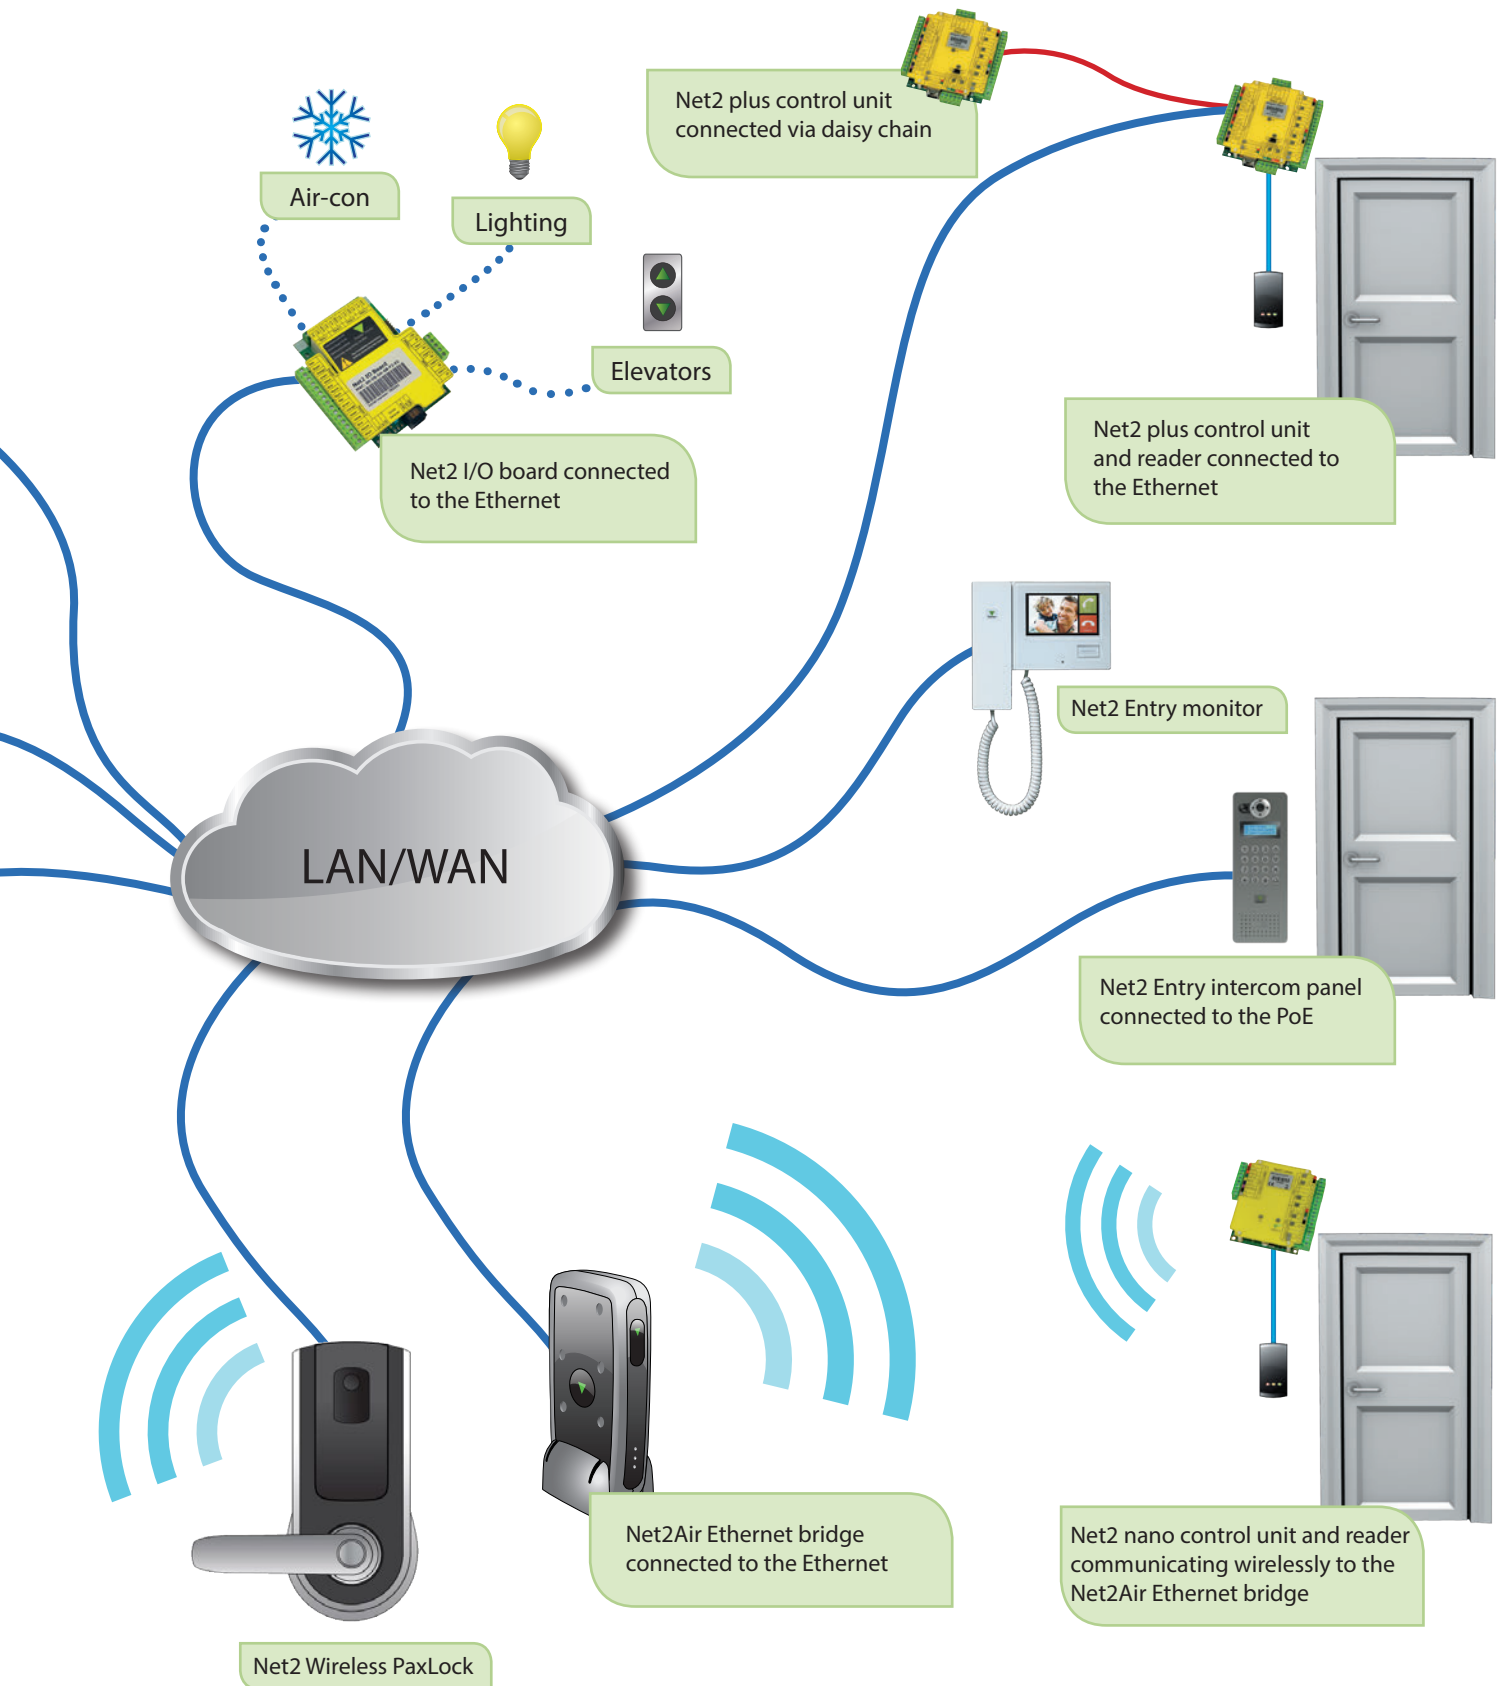 Net2 plus control unit
connected via daisy chain
Air-con
Lighting
Elevators
Net2 I/O Board
Net2 I/O board connected
to the Ethernet
Net2 plus control unit
and reader connected to
the Ethernet
Net2 Entry monitor
LAN/WAN
Net2 Entry intercom panel
connected to the PoE
Net2Air Ethernet bridge
connected to the Ethernet
Net2 nano control unit and reader
communicating wirelessly to the
Net2Air Ethernet bridge
Net2 Wireless PaxLock